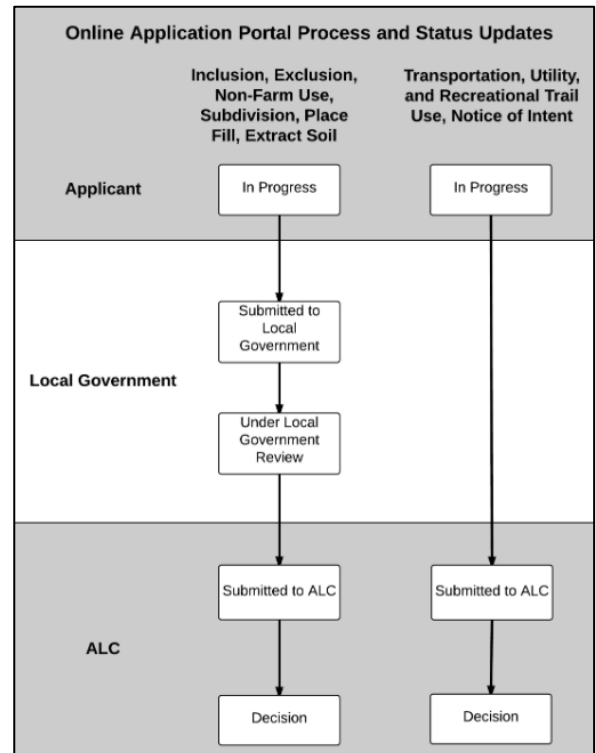 Online Application Portal Process and Status Updates
Inclusion, Exclusion,
Non-Farm Use,
Subdivision, Place
Fill, Extract Soil
Transportation, Utility,
and Recreational Trail
Use, Notice of Intent
Applicant
In Progress
In Progress
Submitted to
Local
Government
Local Government
Under Local
Government
Review
Submitted to ALC
Submitted to ALC
ALC
Decision
Decision